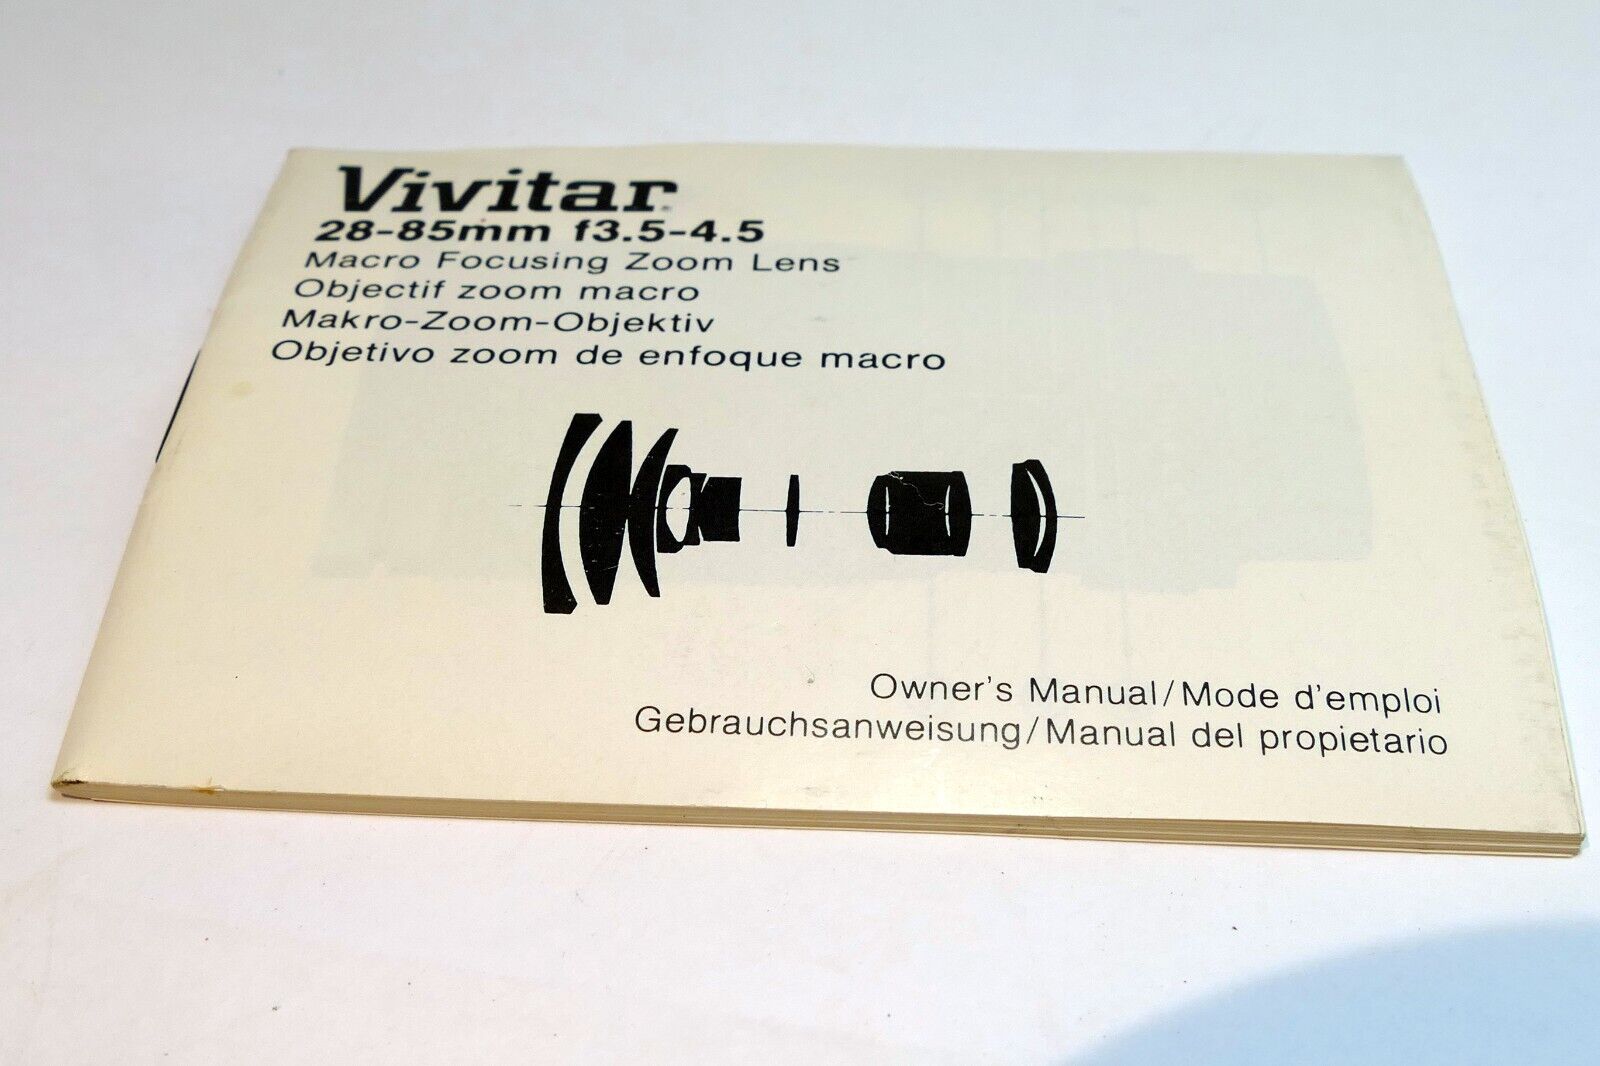 Vivitar
28-85mm f3.5-4.5
Macro Focusing Zoom Lens
Objectif zoom macro
Makro-Zoom-Objektiv
Objetivo zoom de enfoque macro
Owner's Manual/Mode d'emploi
Gebrauchsanweisung/Manual del propietario